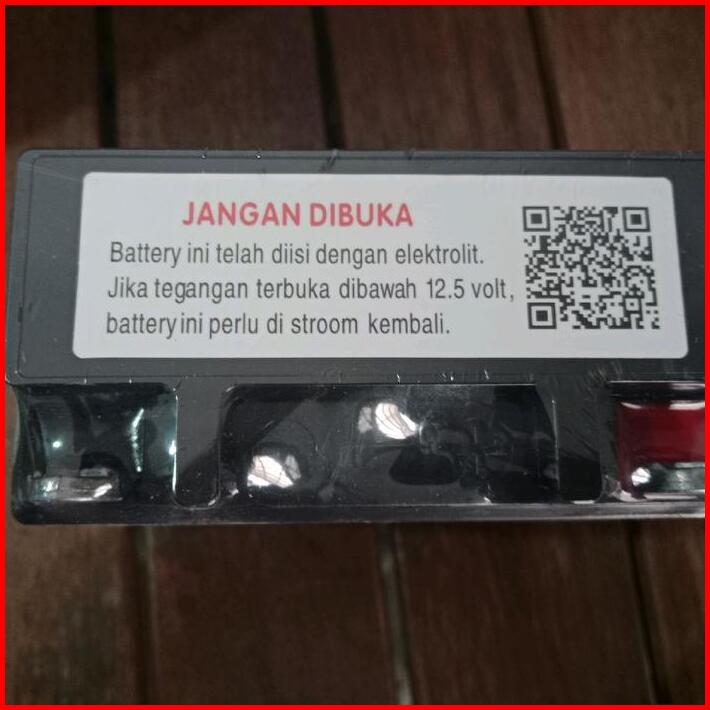 JANGAN DIBUKA
Battery ini telah diisi dengan elektrolit.
Jika tegangan terbuka dibawah 12.5 volt,
battery ini perlu di stroom kembali.